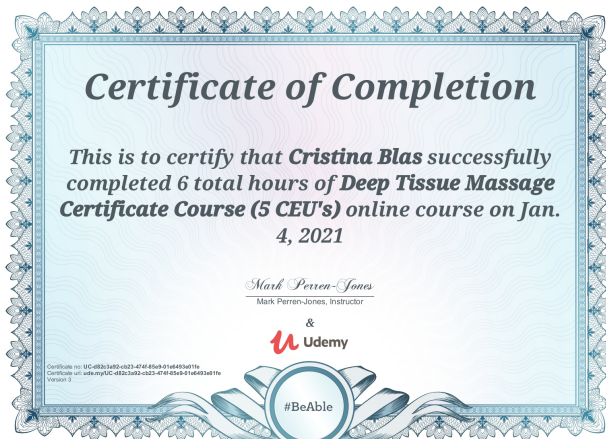 Certificate of Completion
This is to certify that Cristina Blas successfully
completed 6 total hours of Deep Tissue Massage
Certificate Course (5 CEU's) online course on Jan.
4, 2021
Mark Perren-Jones
Mark Perren-Jones, Instructor
&
Udemy
Certificate no: UC-d82c3a92-cb23-474f-85e9-01e6493e01fe
Certificate url: ude.my/UC-d82c3a92-cb23-474f-85e9-01e6493e01fe
Version 3
#BeAble